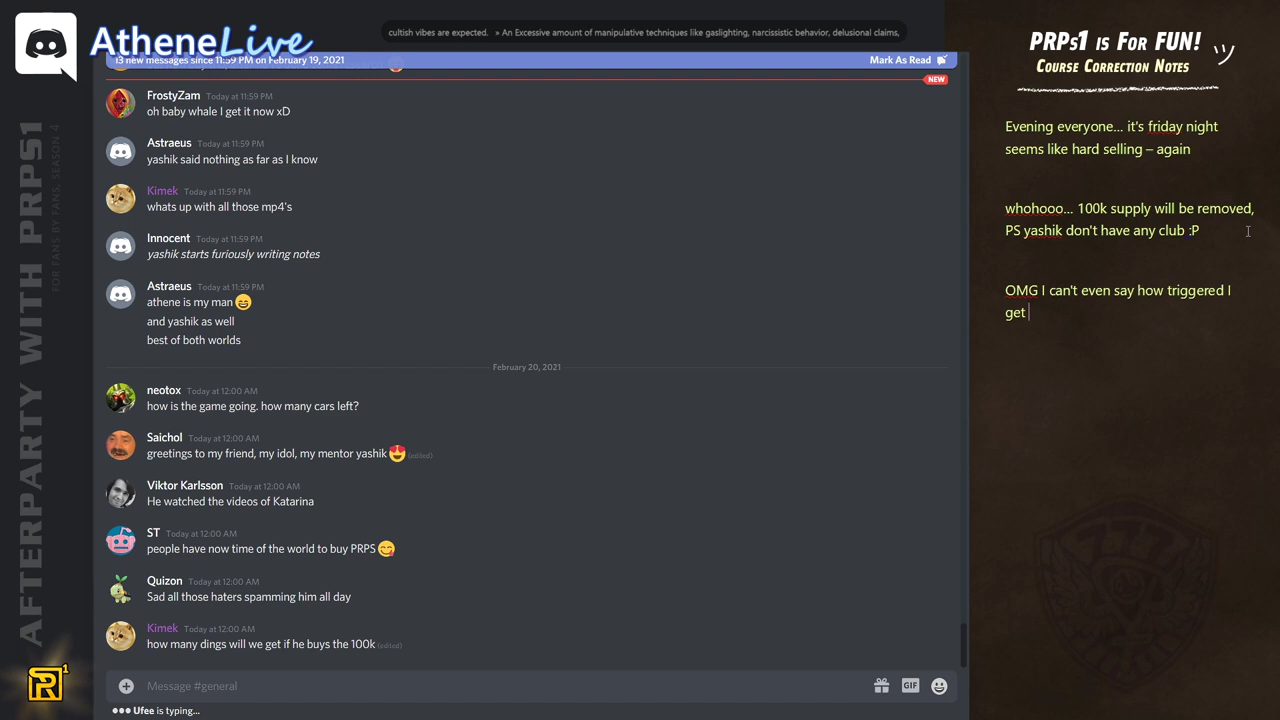 AtheneLive
cultish vibes are expected.   » An Excessive amount of manipulative techniques like gaslighting, narcissistic behavior, delusional claims,
13 new messages since 11:59 PM on February 19, 2021
Mark As Read
NEW
FrostyZam Today at 11:59 PM
oh baby whale I get it now xD
Astraeus Today at 11:59 PM
yashik said nothing as far as I know
Kimek Today at 11:59 PM
whats up with all those mp4's
Innocent Today at 11:59 PM
yashik starts furiously writing notes
Astraeus Today at 11:59 PM
athene is my man 😄
and yashik as well
best of both worlds
February 20, 2021
neotox Today at 12:00 AM
how is the game going. how many cars left?
Saichol Today at 12:00 AM
greetings to my friend, my idol, my mentor yashik 😍 (edited)
Viktor Karlsson Today at 12:00 AM
He watched the videos of Katarina
ST Today at 12:00 AM
people have now time of the world to buy PRPS 😋
Quizon Today at 12:00 AM
Sad all those haters spamming him all day
Kimek Today at 12:00 AM
how many dings will we get if he buys the 100k (edited)
Message #general
GIF
Ufee is typing...
AFTERPARTY WITH PRPS1
FOR FANS BY FANS, SEASON 4
R1
PRPs1 is For FUN! ツ
Course Correction Notes
Evening everyone... it's friday night
seems like hard selling – again
whohooo... 100k supply will be removed,
PS yashik don't have any club :P
OMG I can't even say how triggered I
get